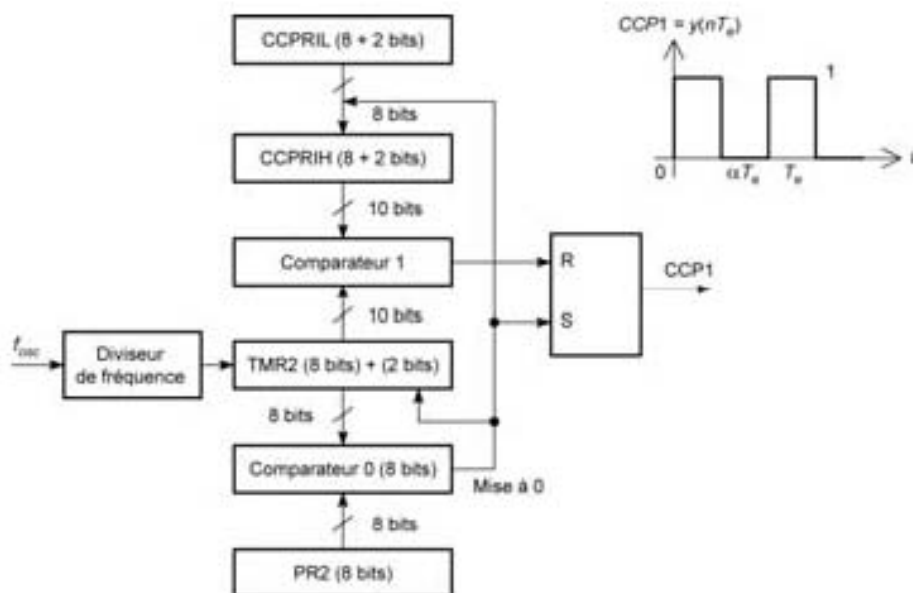 CCPRIL (8 + 2 bits)
CCP1 = y(nTe)
1
8 bits
CCPRIH (8 + 2 bits)
0
αTe
Te
10 bits
Comparateur 1
R
CCP1
10 bits
S
fosc
Diviseur
de fréquence
TMR2 (8 bits) + (2 bits)
8 bits
Comparateur 0 (8 bits)
Mise à 0
8 bits
PR2 (8 bits)